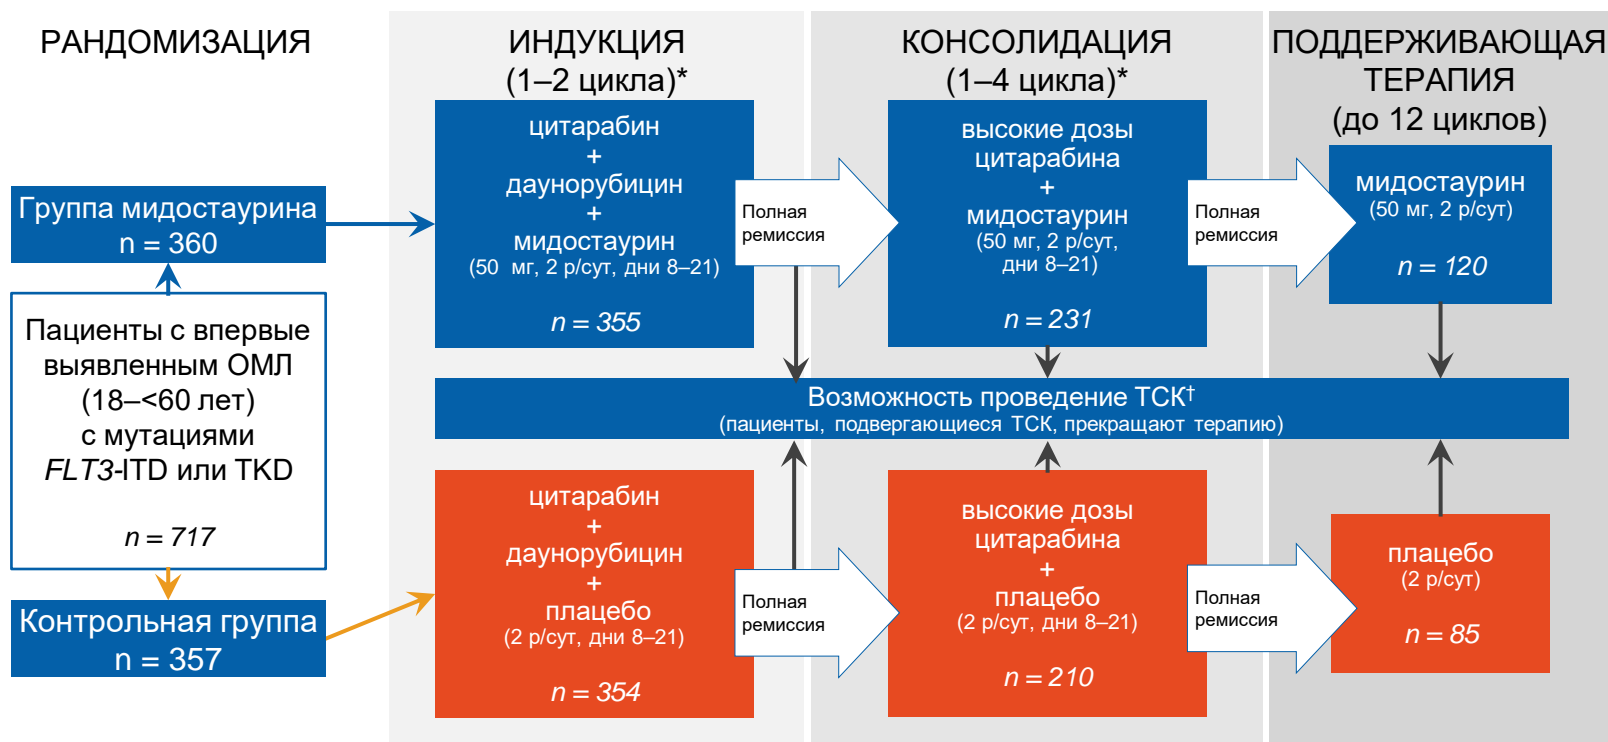 РАНДОМИЗАЦИЯ
ИНДУКЦИЯ
(1–2 цикла)*
КОНСОЛИДАЦИЯ
(1–4 цикла)*
ПОДДЕРЖИВАЮЩАЯ
ТЕРАПИЯ
(до 12 циклов)
Группа мидостаурина
n = 360
цитарабин
+
даунорубицин
+
мидостаурин
(50 мг, 2 р/сут, дни 8–21)
n = 355
Полная
ремиссия
высокие дозы
цитарабина
+
мидостаурин
(50 мг, 2 р/сут,
дни 8–21)
n = 231
Полная
ремиссия
мидостаурин
(50 мг, 2 р/сут)
n = 120
Пациенты с впервые
выявленным ОМЛ
(18–<60 лет)
с мутациями
FLT3-ITD или TKD
n = 717
Возможность проведение ТСК†
(пациенты, подвергающиеся ТСК, прекращают терапию)
Контрольная группа
n = 357
цитарабин
+
даунорубицин
+
плацебо
(2 р/сут, дни 8–21)
n = 354
Полная
ремиссия
высокие дозы
цитарабина
+
плацебо
(2 р/сут, дни 8–21)
n = 210
Полная
ремиссия
плацебо
(2 р/сут)
n = 85